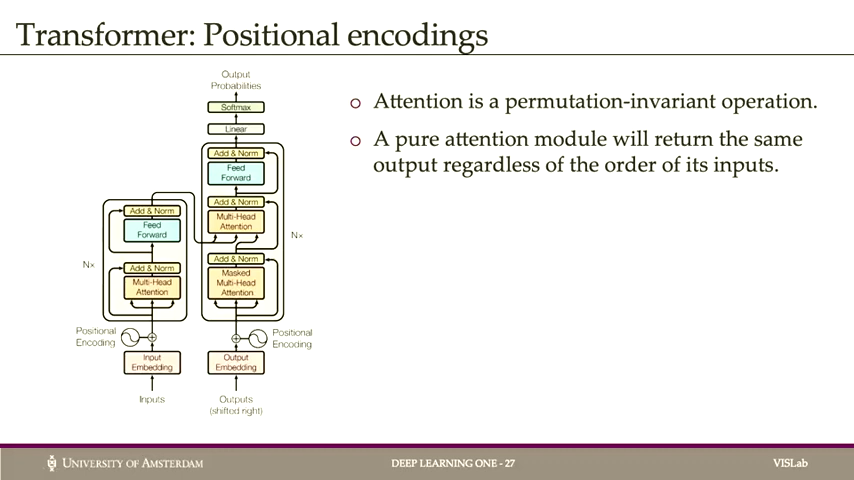 Transformer: Positional encodings
Output
Probabilities
Softmax
Linear
Add & Norm
Feed
Forward
Add & Norm
Multi-Head
Attention
Add & Norm
Masked
Multi-Head
Attention
N×
Add & Norm
Feed
Forward
Add & Norm
Multi-Head
Attention
N×
Positional
Encoding
Positional
Encoding
Input
Embedding
Output
Embedding
Inputs
Outputs
(shifted right)
Attention is a permutation-invariant operation.
A pure attention module will return the same
output regardless of the order of its inputs.
UNIVERSITY OF AMSTERDAM
DEEP LEARNING ONE - 27
VISLab